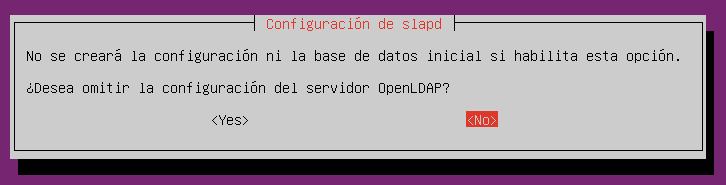 Configuración de slapd
No se creará la configuración ni la base de datos inicial si habilita esta opción.
¿Desea omitir la configuración del servidor OpenLDAP?
<Yes> <No>